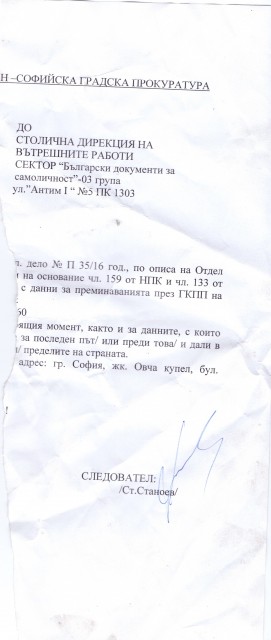 Н –СОФИЙСКА ГРАДСКА ПРОКУРАТУРА
ДО
СТОЛИЧНА ДИРЕКЦИЯ НА
ВЪТРЕШНИТЕ РАБОТИ
СЕКТОР “Български документи за
самоличност”-03 група
ул.”Антим I “ №5 ПК 1303
л. дело № П 35/16 год., по описа на Отдел
на основание чл. 159 от НПК и чл. 133 от
с данни за преминаванията през ГКПП на
60
ящия момент, както и за данните, с които
за последен път/ или преди това/ и дали в
/ пределите на страната.
адрес: гр. София, жк. Овча купел, бул.
!
СЛЕДОВАТЕЛ:
/Ст.Станоев/